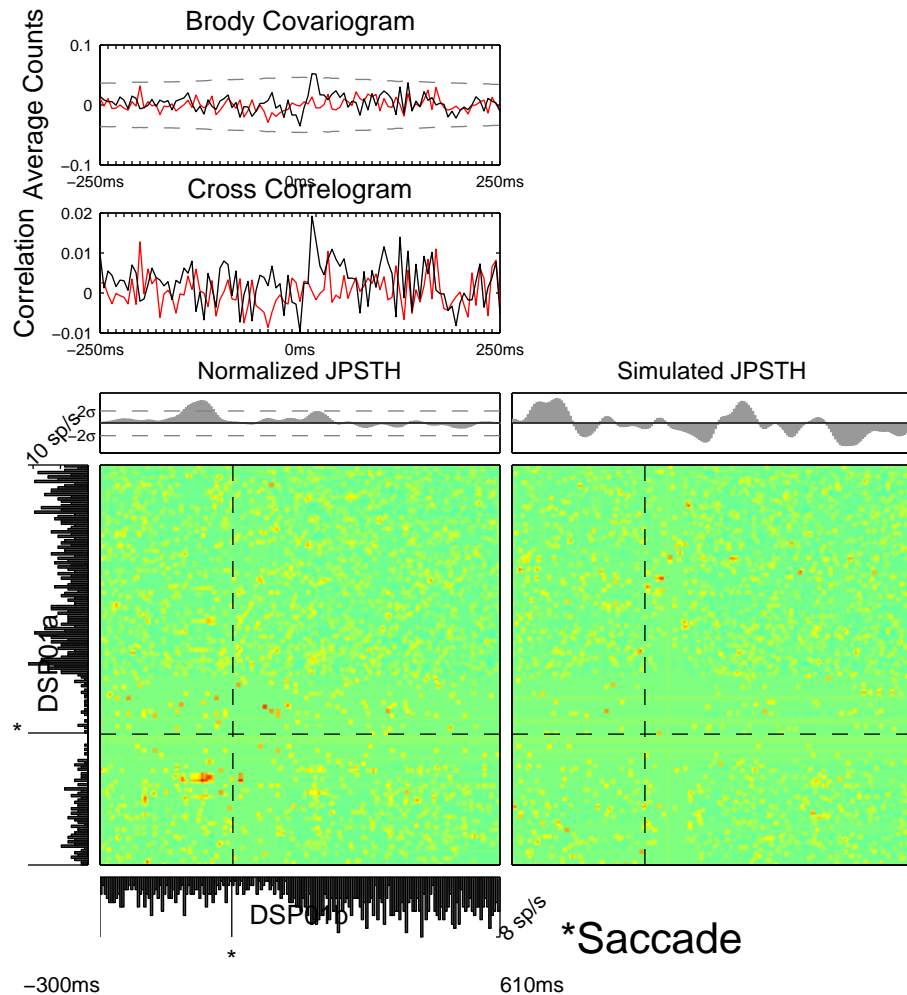 Brody Covariogram
Average Counts
0.1
0
−0.1
−250ms 0ms 250ms
Cross Correlogram
Correlation
0.02
0.01
0
−0.01
−250ms 0ms 250ms
Normalized JPSTH
Simulated JPSTH
2σ
−2σ
10 sp/s
DSP01a
*
DSP01b
8 sp/s
*
*Saccade
−300ms
610ms